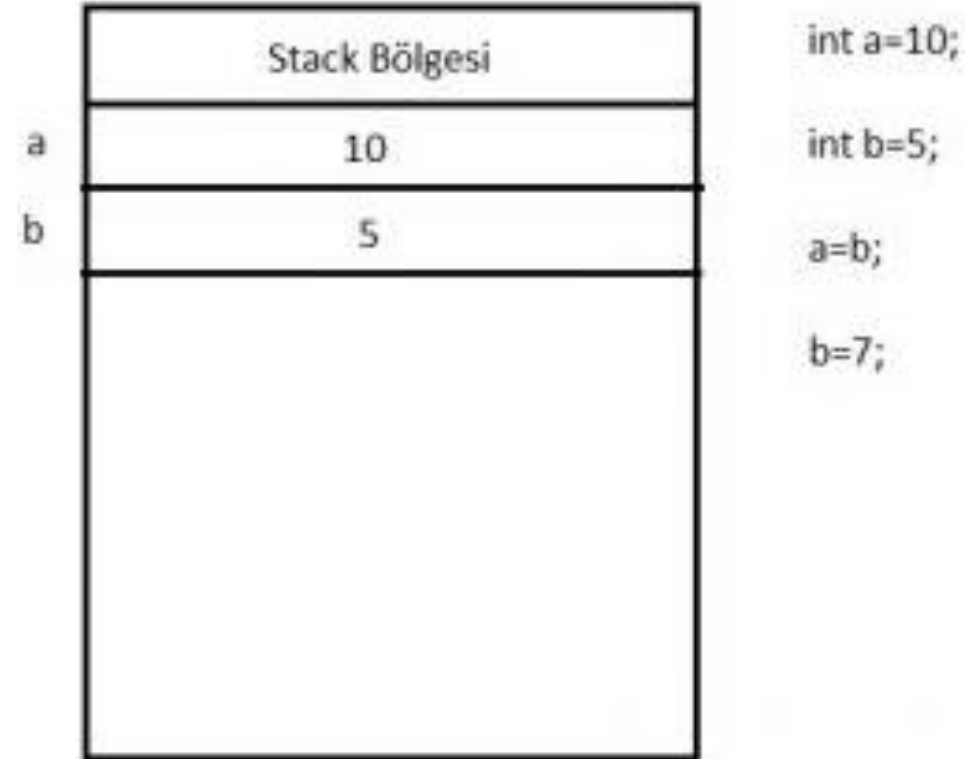 Stack Bölgesi
a 10
b 5
int a=10;
int b=5;
a=b;
b=7;